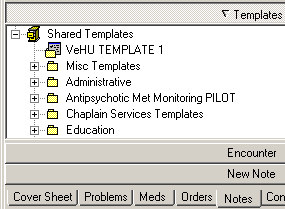 Templates
Shared Templates
VeHU TEMPLATE 1
Misc Templates
Administrative
Antipsychotic Met Monitoring PILOT
Chaplain Services Templates
Education
Encounter
New Note
Cover Sheet Problems Meds Orders Notes Con